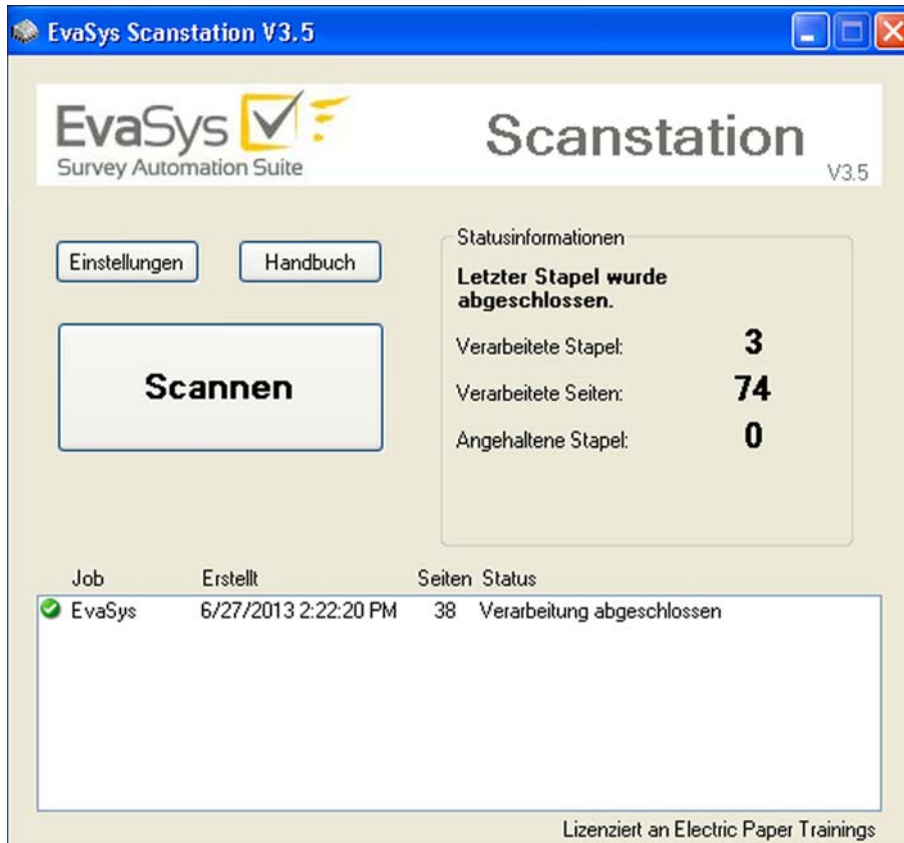 EvaSys Scanstation V3.5
EvaSys
Survey Automation Suite
Scanstation
V3.5
Einstellungen
Handbuch
Scannen
Statusinformationen
Letzter Stapel wurde
abgeschlossen.
Verarbeitete Stapel: 3
Verarbeitete Seiten: 74
Angehaltene Stapel: 0
Job Erstellt Seiten Status
EvaSys 6/27/2013 2:22:20 PM 38 Verarbeitung abgeschlossen
Lizenziert an Electric Paper Trainings